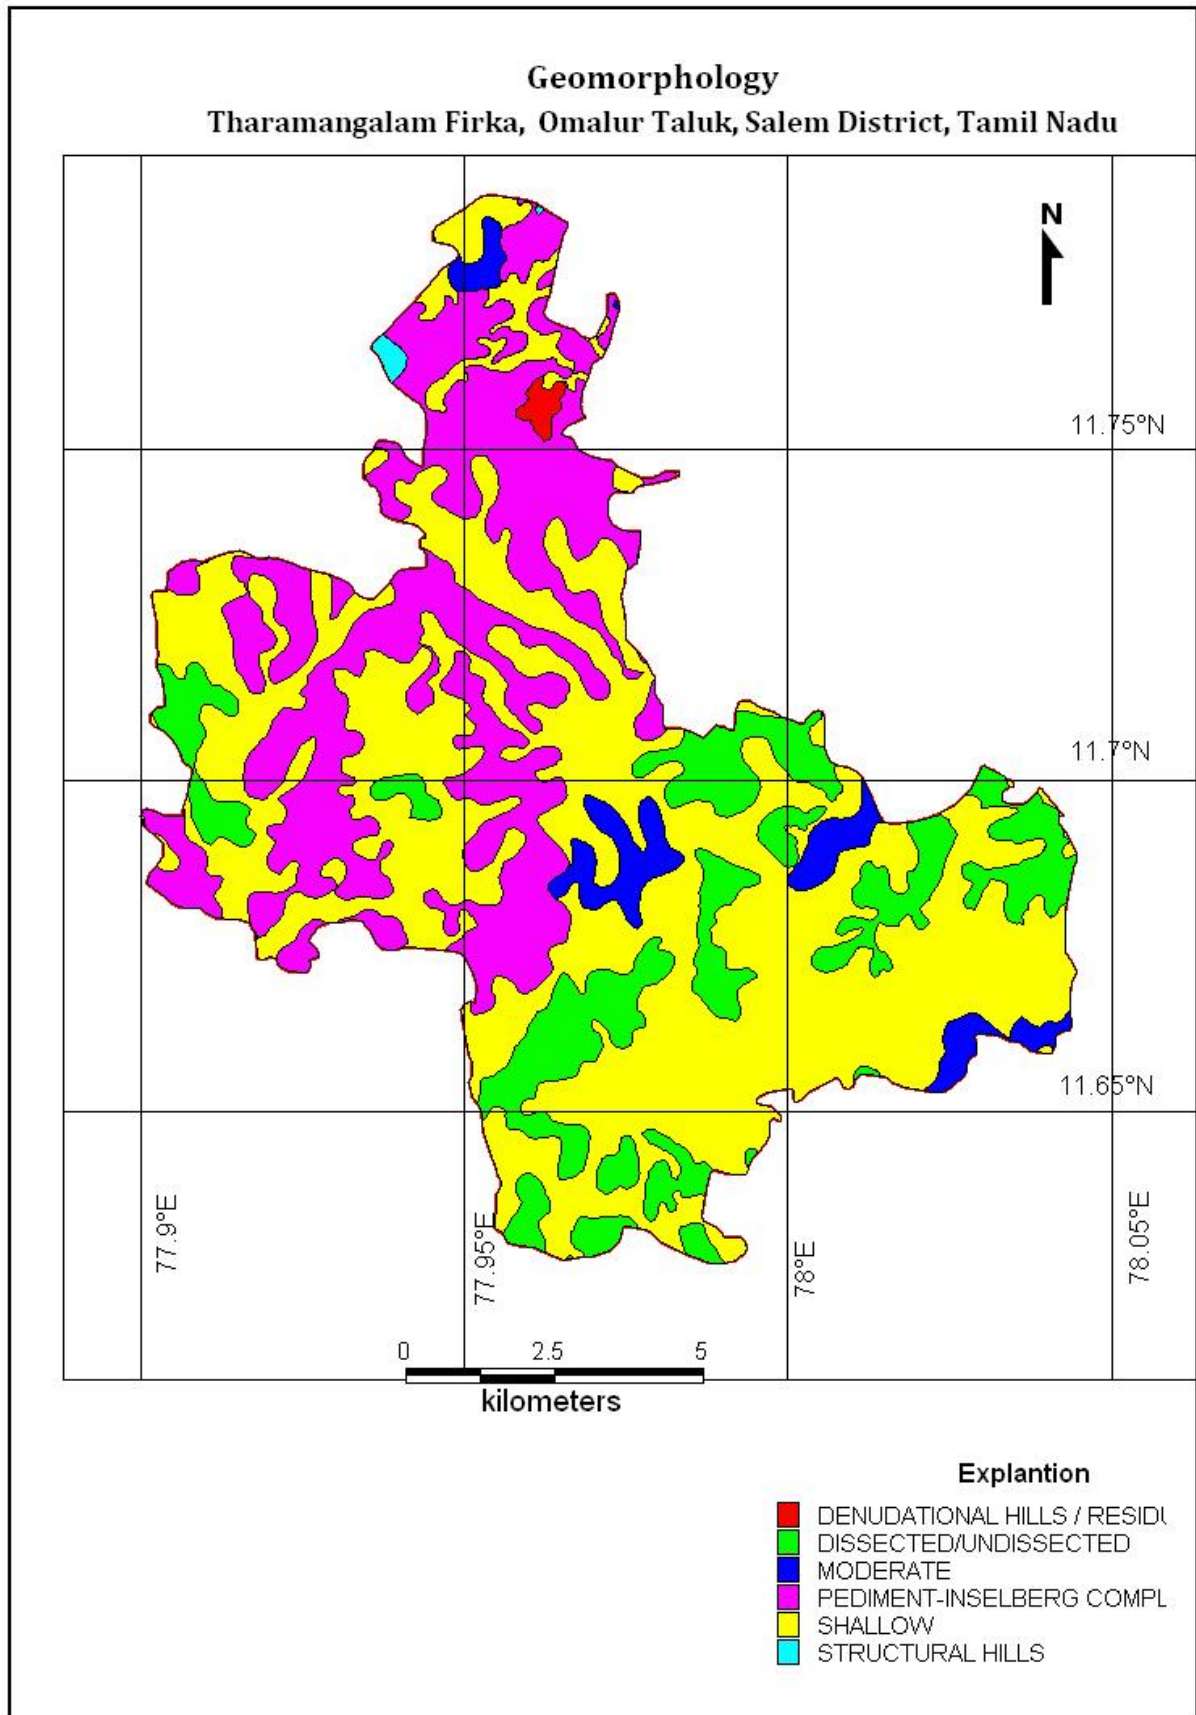 Geomorphology
Tharamangalam Firka, Omalur Taluk, Salem District, Tamil Nadu
N
11.75°N
11.7°N
11.65°N
77.9°E
77.95°E
78°E
78.05°E
0 2.5 5
kilometers
Explantion
DENUDATIONAL HILLS / RESIDU
DISSECTED/UNDISSECTED
MODERATE
PEDIMENT-INSELBERG COMPL
SHALLOW
STRUCTURAL HILLS